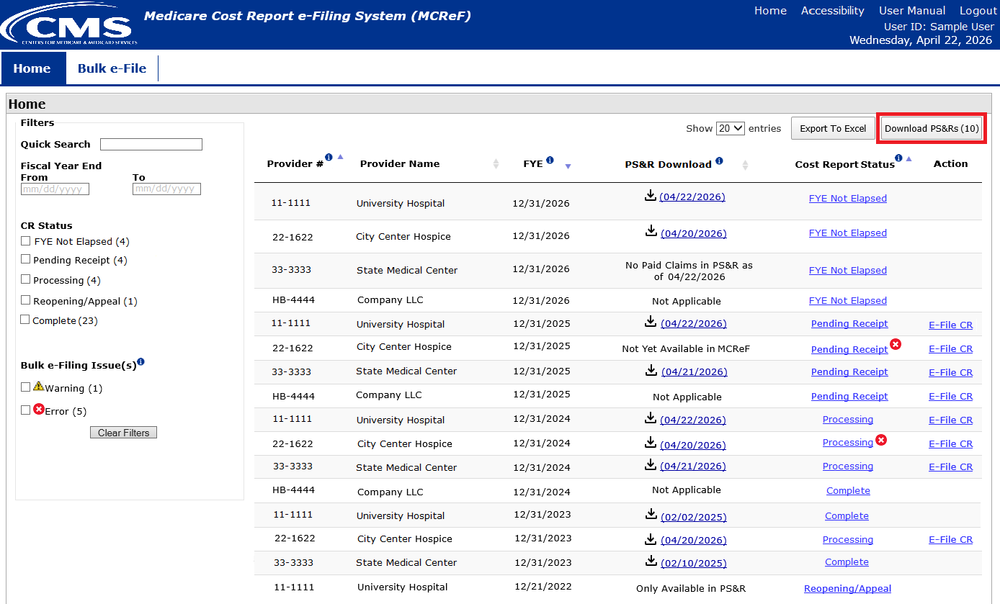 CMS
CENTERS FOR MEDICARE & MEDICAID SERVICES
Medicare Cost Report e-Filing System (MCReF)
Home Accessibility User Manual Logout
User ID: Sample User
Wednesday, April 22, 2026
Home Bulk e-File
Home
Filters
Quick Search
Fiscal Year End
From To
mm/dd/yyyy mm/dd/yyyy
CR Status
FYE Not Elapsed (4)
Pending Receipt (4)
Processing (4)
Reopening/Appeal (1)
Complete (23)
Bulk e-Filing Issue(s)
Warning (1)
Error (5)
Clear Filters
Show 20 entries Export To Excel Download PS&Rs (10)
Provider # Provider Name FYE PS&R Download Cost Report Status Action
11-1111 University Hospital 12/31/2026 (04/22/2026) FYE Not Elapsed
22-1622 City Center Hospice 12/31/2026 (04/20/2026) FYE Not Elapsed
33-3333 State Medical Center 12/31/2026 No Paid Claims in PS&R as of 04/22/2026 FYE Not Elapsed
HB-4444 Company LLC 12/31/2026 Not Applicable FYE Not Elapsed
11-1111 University Hospital 12/31/2025 (04/22/2026) Pending Receipt E-File CR
22-1622 City Center Hospice 12/31/2025 Not Yet Available in MCReF Pending Receipt E-File CR
33-3333 State Medical Center 12/31/2025 (04/21/2026) Pending Receipt E-File CR
HB-4444 Company LLC 12/31/2025 Not Applicable Pending Receipt E-File CR
11-1111 University Hospital 12/31/2024 (04/22/2026) Processing E-File CR
22-1622 City Center Hospice 12/31/2024 (04/20/2026) Processing E-File CR
33-3333 State Medical Center 12/31/2024 (04/21/2026) Processing E-File CR
HB-4444 Company LLC 12/31/2024 Not Applicable Complete
11-1111 University Hospital 12/31/2023 (02/02/2025) Complete
22-1622 City Center Hospice 12/31/2023 (04/20/2026) Processing E-File CR
33-3333 State Medical Center 12/31/2023 (02/10/2025) Complete
11-1111 University Hospital 12/21/2022 Only Available in PS&R Reopening/Appeal